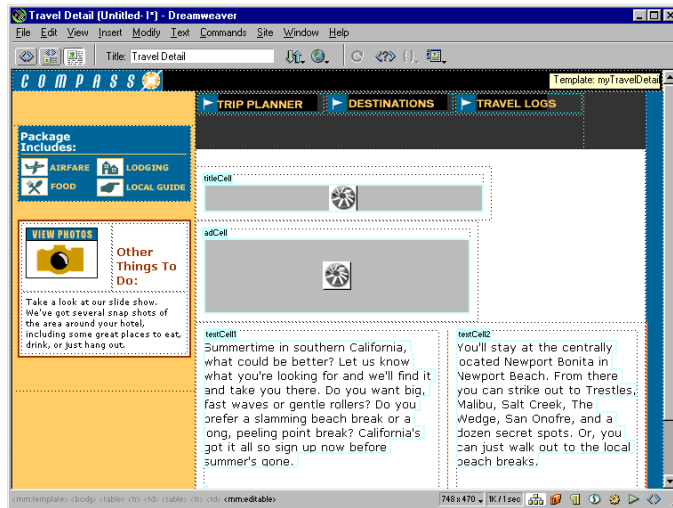 Travel Detail (Untitled- I*) - Dreamweaver
File Edit View Insert Modify Text Commands Site Window Help
Title: Travel Detail
COMPASS
Template: myTravelDetail
TRIP PLANNER DESTINATIONS TRAVEL LOGS
Package
Includes:
AIRFARE LODGING
FOOD LOCAL GUIDE
titleCell
VIEW PHOTOS
Other
Things To
Do:
adCell
Take a look at our slide show.
We've got several snap shots of
the area around your hotel,
including some great places to eat,
drink, or just hang out.
textCell1
Summertime in southern California,
what could be better? Let us know
what you're looking for and we'll find it
and take you there. Do you want big,
fast waves or gentle rollers? Do you
prefer a slamming beach break or a
long, peeling point break? California's
got it all so sign up now before
summer's gone.
textCell2
You'll stay at the centrally
located Newport Bonita in
Newport Beach. From there
you can strike out to Trestles,
Malibu, Salt Creek, The
Wedge, San Onofre, and a
dozen secret spots. Or, you
can just walk out to the local
beach breaks.
<mm:template> <body> <table> <tr> <td> <table> <tr> <td> <mm:editable>
748 x 470 1K / 1 sec